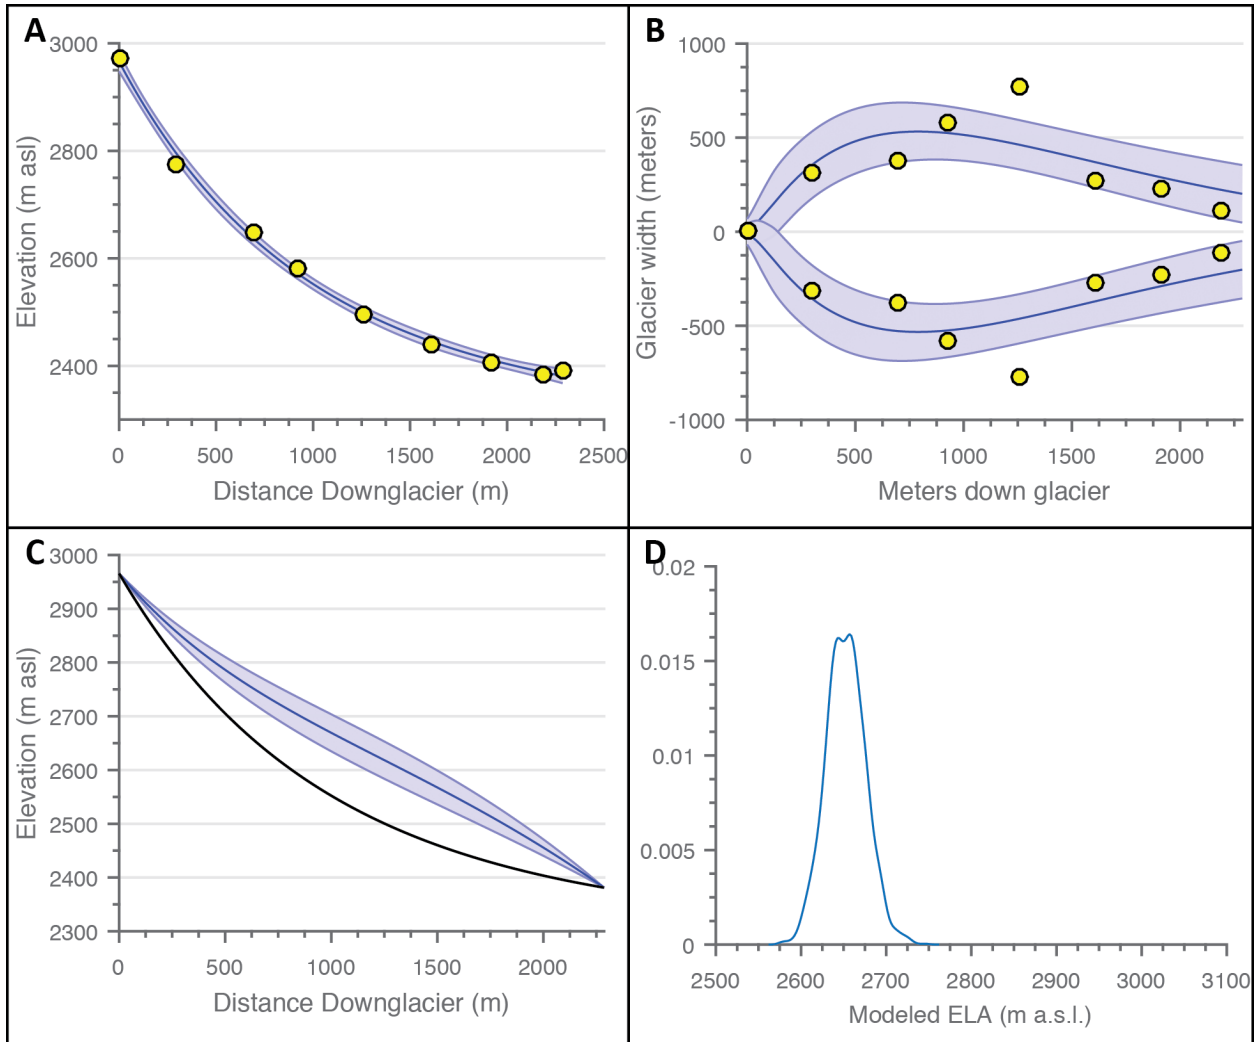 A
3000
2800
2600
2400
Elevation (m asl)
0 500 1000 1500 2000 2500
Distance Downglacier (m)
B
1000
500
0
-500
-1000
Glacier width (meters)
0 500 1000 1500 2000
Meters down glacier
C
3000
2900
2800
2700
2600
2500
2400
2300
Elevation (m asl)
0 500 1000 1500 2000
Distance Downglacier (m)
D
0.02
0.015
0.01
0.005
0
2500 2600 2700 2800 2900 3000 3100
Modeled ELA (m a.s.l.)